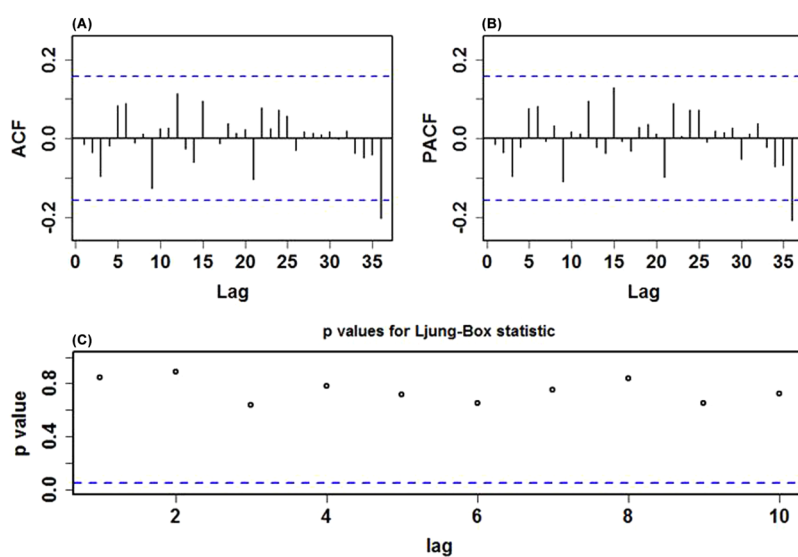 (A)
ACF
0.2
0.0
-0.2
0 5 10 15 20 25 30 35
Lag
(B)
PACF
0.2
0.0
-0.2
0 5 10 15 20 25 30 35
Lag
(C)
p values for Ljung-Box statistic
p value
0.8
0.4
0.0
2 4 6 8 10
lag